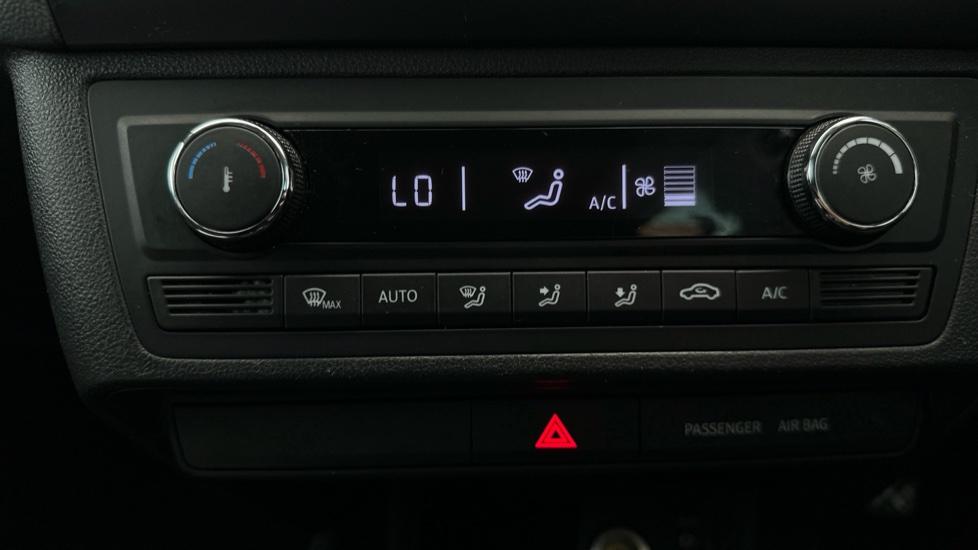 LO A/C
MAX AUTO A/C
PASSENGER AIR BAG